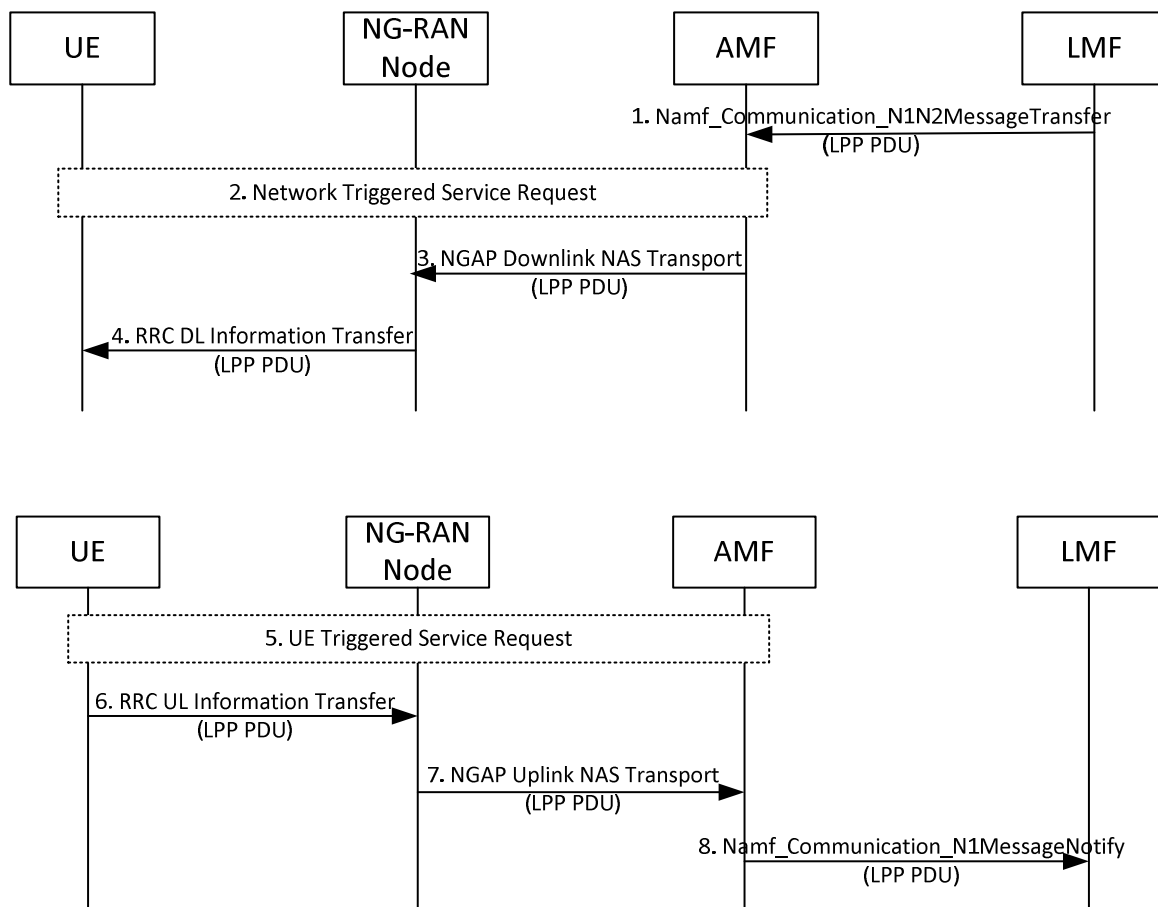 UE
NG-RAN
Node
AMF
LMF
1. Namf_Communication_N1N2MessageTransfer
(LPP PDU)
2. Network Triggered Service Request
3. NGAP Downlink NAS Transport
(LPP PDU)
4. RRC DL Information Transfer
(LPP PDU)
UE
NG-RAN
Node
AMF
LMF
5. UE Triggered Service Request
6. RRC UL Information Transfer
(LPP PDU)
7. NGAP Uplink NAS Transport
(LPP PDU)
8. Namf_Communication_N1MessageNotify
(LPP PDU)